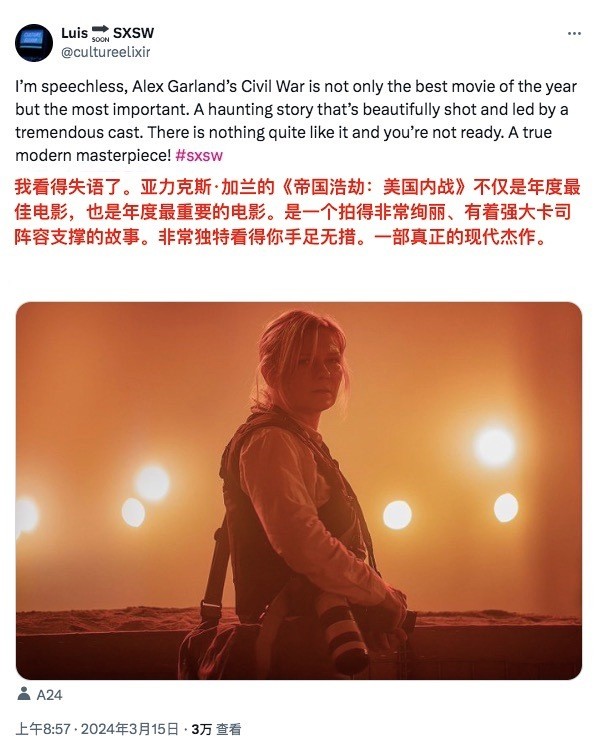 Luis SOON SXSW
@cultureelixir
I'm speechless, Alex Garland's Civil War is not only the best movie of the year
but the most important. A haunting story that's beautifully shot and led by a
tremendous cast. There is nothing quite like it and you're not ready. A true
modern masterpiece! #sxsw
我看得失语了。亚力克斯·加兰的《帝国浩劫：美国内战》不仅是年度最
佳电影，也是年度最重要的电影。是一个拍得非常绚丽、有着强大卡司
阵容支撑的故事。非常独特看得你手足无措。一部真正的现代杰作。
A24
上午8:57 · 2024年3月15日 · 3万 查看